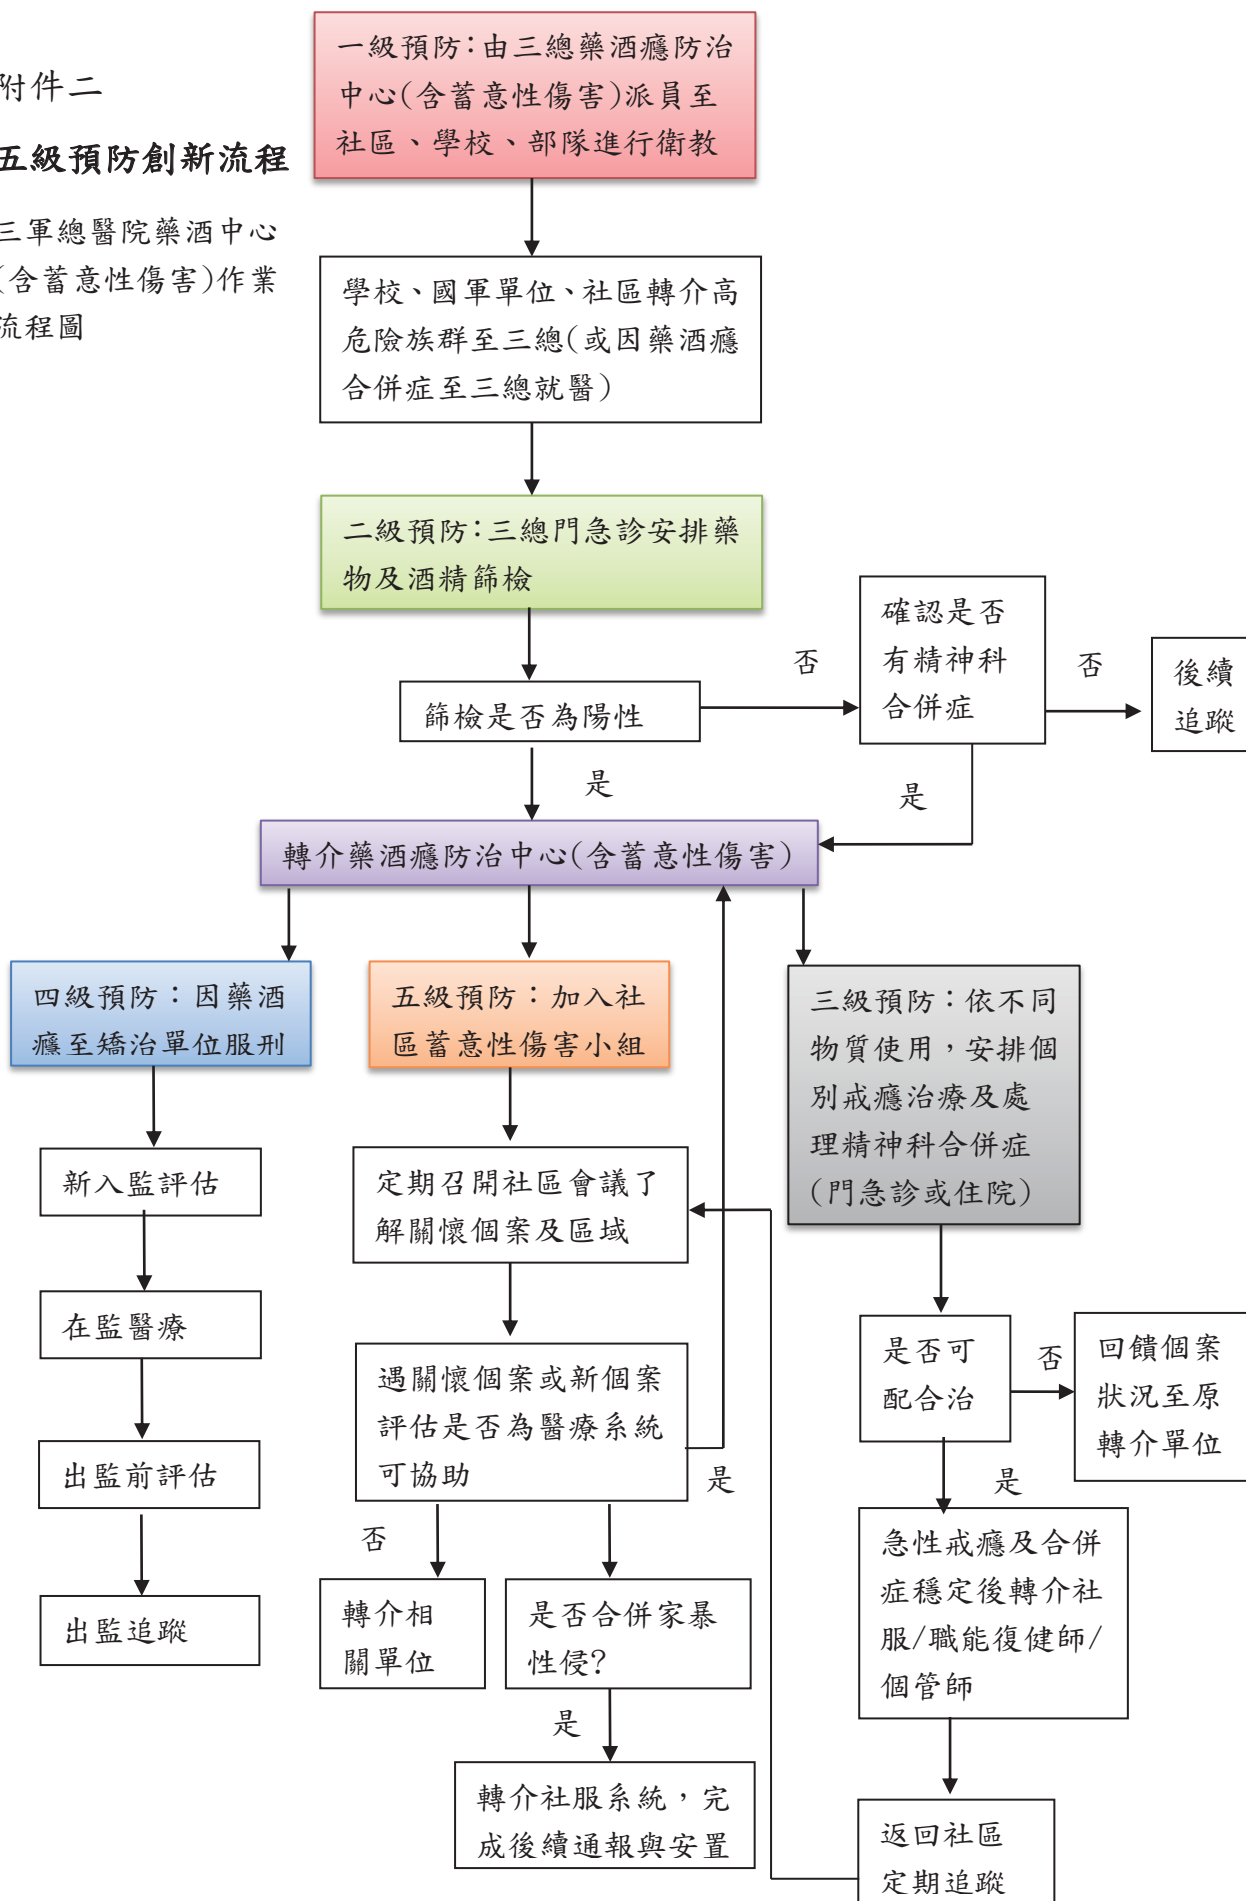 附件二
五級預防創新流程
三軍總醫院藥酒中心
(含蓄意性傷害)作業
流程圖
一級預防：由三總藥酒癮防治
中心(含蓄意性傷害)派員至
社區、學校、部隊進行衛教
學校、國軍單位、社區轉介高
危險族群至三總(或因藥酒癮
合併症至三總就醫)
二級預防：三總門急診安排藥
物及酒精篩檢
篩檢是否為陽性
否
確認是否
有精神科
合併症
否
後續
追蹤
是
是
轉介藥酒癮防治中心(含蓄意性傷害)
四級預防：因藥酒
癮至矯治單位服刑
新入監評估
在監醫療
出監前評估
出監追蹤
五級預防：加入社
區蓄意性傷害小組
定期召開社區會議了
解關懷個案及區域
遇關懷個案或新個案
評估是否為醫療系統
可協助
是
否
轉介相
關單位
是否合併家暴
性侵?
是
轉介社服系統，完
成後續通報與安置
三級預防：依不同
物質使用，安排個
別戒癮治療及處
理精神科合併症
(門急診或住院)
是否可
配合治
否
回饋個案
狀況至原
轉介單位
是
急性戒癮及合併
症穩定後轉介社
服/職能復健師/
個管師
返回社區
定期追蹤